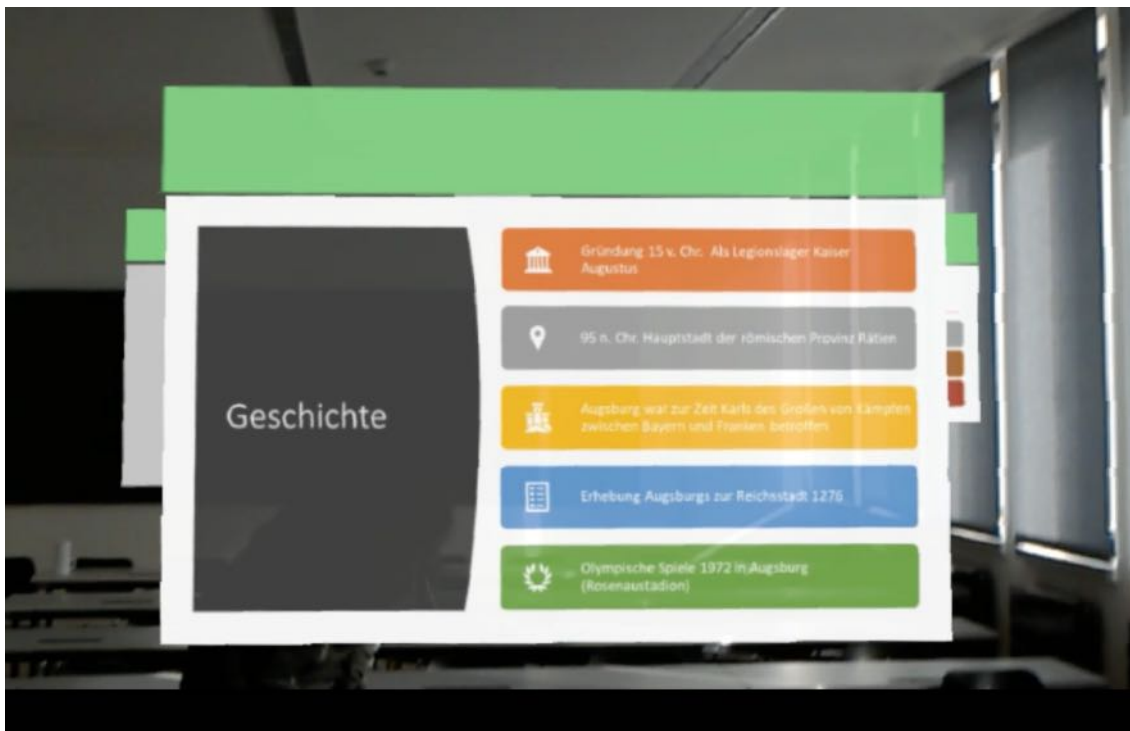 Geschichte
Gründung 15 v. Chr. Als Legionslager Kaiser
Augustus
95 n. Chr. Hauptstadt der römischen Provinz Rätien
Augsburg war zur Zeit Karls des Großen von Kämpfen
zwischen Bayern und Franken betroffen
Erhebung Augsburgs zur Reichsstadt 1276
Olympische Spiele 1972 in Augsburg
(Rosenaustadion)